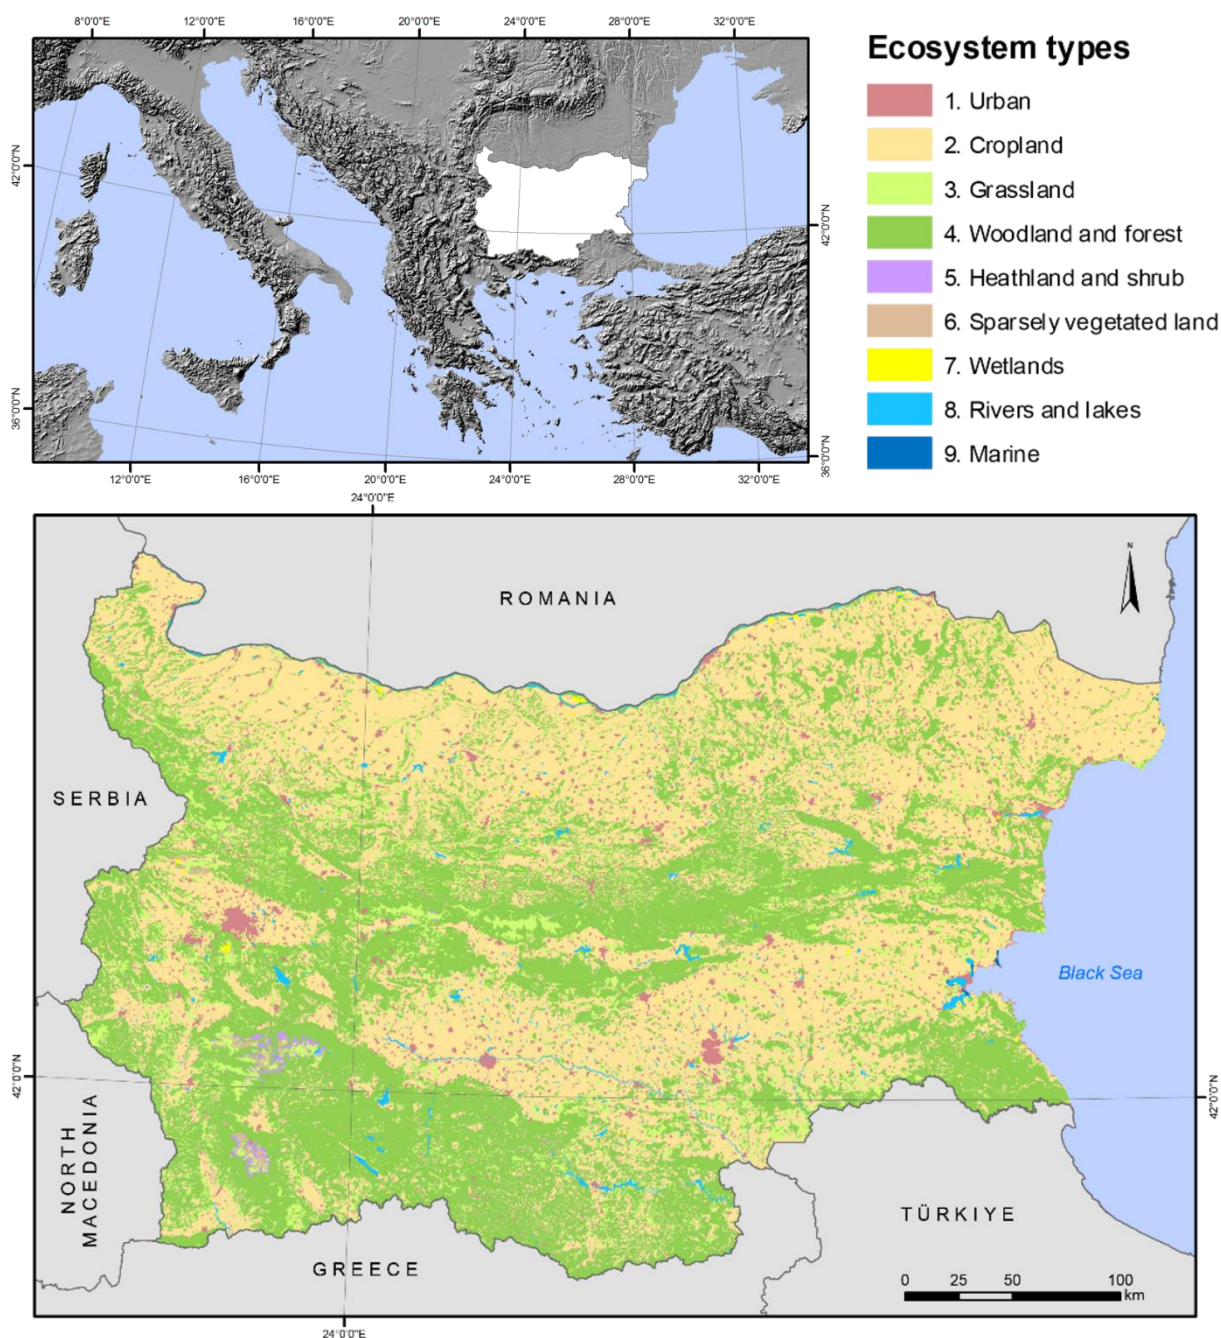 8°0'0"E 12°0'0"E 16°0'0"E 20°0'0"E 24°0'0"E 28°0'0"E 32°0'0"E
42°0'0"N
36°0'0"N
42°0'0"N
36°0'0"N
12°0'0"E 16°0'0"E 20°0'0"E 24°0'0"E 28°0'0"E 32°0'0"E
Ecosystem types
1. Urban
2. Cropland
3. Grassland
4. Woodland and forest
5. Heathland and shrub
6. Sparsely vegetated land
7. Wetlands
8. Rivers and lakes
9. Marine
24°0'0"E
N
ROMANIA
SERBIA
Black Sea
42°0'0"N
42°0'0"N
NORTH
MACEDONIA
TÜRKIYE
GREECE
0 25 50 100
km
24°0'0"E